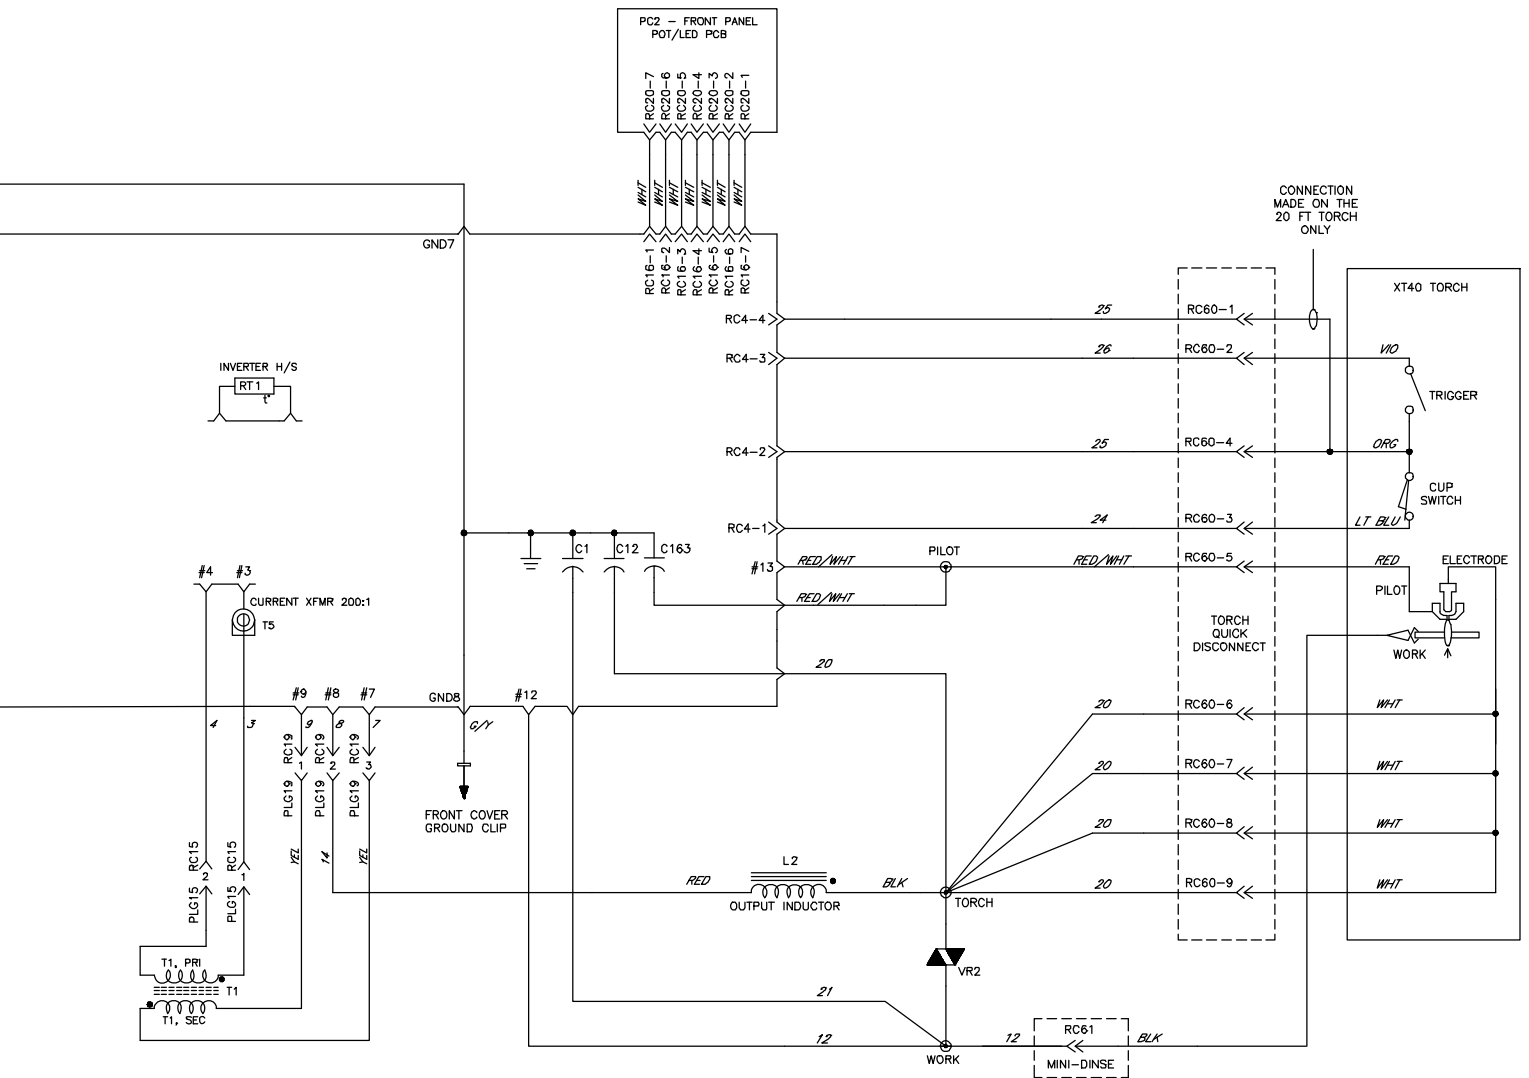 PC2 - FRONT PANEL
POT/LED PCB
RC20-7
RC20-6
RC20-5
RC20-4
RC20-3
RC20-2
RC20-1
WHT
WHT
WHT
WHT
WHT
WHT
WHT
GND7
RC16-1
RC16-2
RC16-3
RC16-4
RC16-5
RC16-6
RC16-7
CONNECTION
MADE ON THE
20 FT TORCH
ONLY
XT40 TORCH
RC4-4
25
RC60-1
RC4-3
26
RC60-2
VIO
INVERTER H/S
RT1
t°
TRIGGER
RC4-2
25
RC60-4
ORG
CUP
SWITCH
RC4-1
24
RC60-3
LT BLU
C1
C12
C163
#13
RED/WHT
PILOT
RED/WHT
RC60-5
RED
ELECTRODE
RED/WHT
PILOT
#4
#3
CURRENT XFMR 200:1
T5
TORCH
QUICK
DISCONNECT
WORK
20
#9
#8
#7
GND8
#12
4
3
9
8
7
G/Y
20
RC60-6
WHT
RC19
RC19
RC19
1
2
3
PLG19
PLG19
PLG19
20
RC60-7
WHT
FRONT COVER
GROUND CLIP
20
RC60-8
WHT
YEL
14
YEL
RC15
RC15
2
1
PLG15
PLG15
RED
L2
OUTPUT INDUCTOR
BLK
TORCH
20
RC60-9
WHT
T1, PRI
T1
T1, SEC
VR2
21
12
WORK
12
RC61
MINI-DINSE
BLK